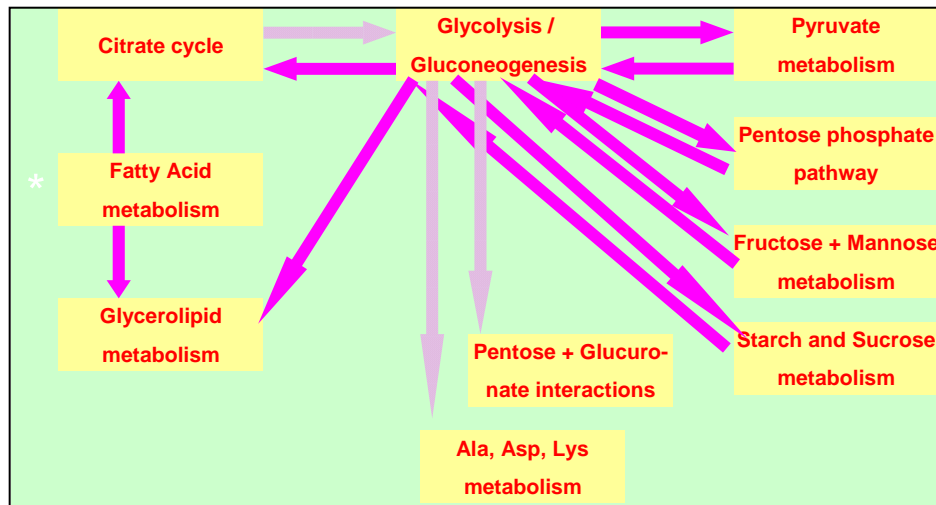 Citrate cycle
Glycolysis /
Gluconeogenesis
Pyruvate
metabolism
Pentose phosphate
pathway
*
Fatty Acid
metabolism
Fructose + Mannose
metabolism
Glycerolipid
metabolism
Starch and Sucrose
metabolism
Pentose + Glucuro-
nate interactions
Ala, Asp, Lys
metabolism